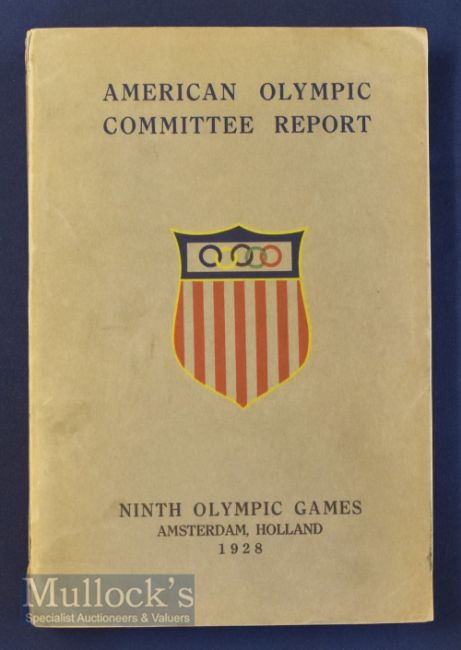 AMERICAN OLYMPIC
COMMITTEE REPORT
NINTH OLYMPIC GAMES
AMSTERDAM, HOLLAND
1928
Mullock's
Specialist Auctioneers & Valuers